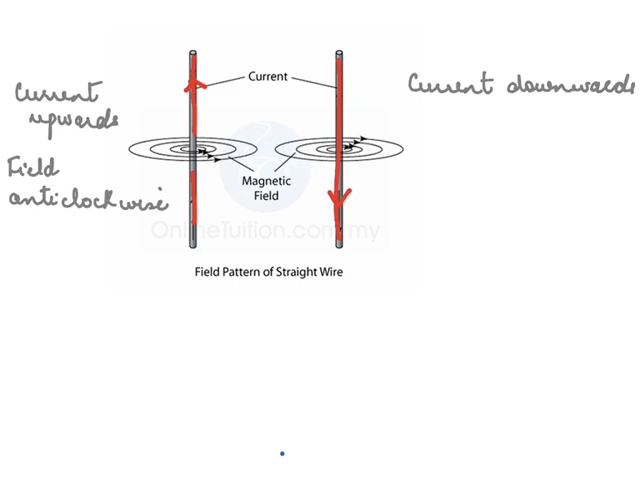 Current
Current downwards
Current
upwards
Field
anticlockwise
Magnetic
Field
OnlineTuition.com.my
Field Pattern of Straight Wire